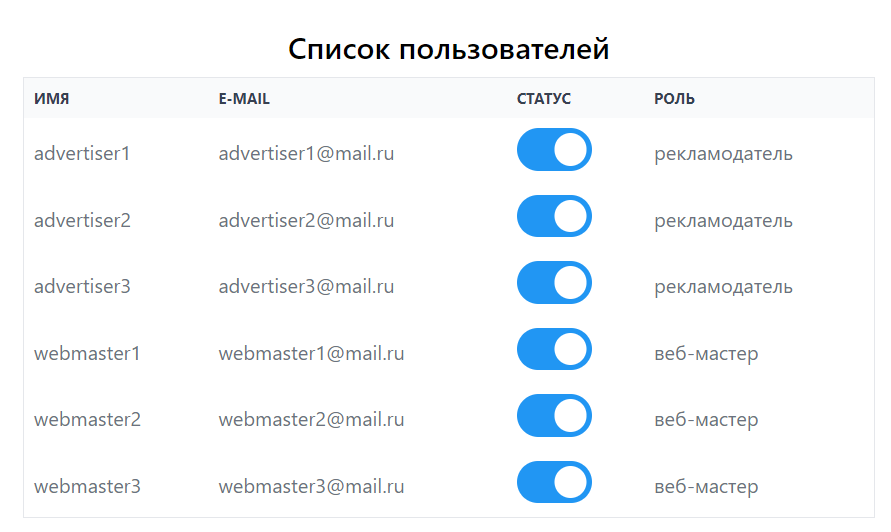 Список пользователей
ИМЯ E-MAIL СТАТУС РОЛЬ
advertiser1 advertiser1@mail.ru рекламодатель
advertiser2 advertiser2@mail.ru рекламодатель
advertiser3 advertiser3@mail.ru рекламодатель
webmaster1 webmaster1@mail.ru веб-мастер
webmaster2 webmaster2@mail.ru веб-мастер
webmaster3 webmaster3@mail.ru веб-мастер